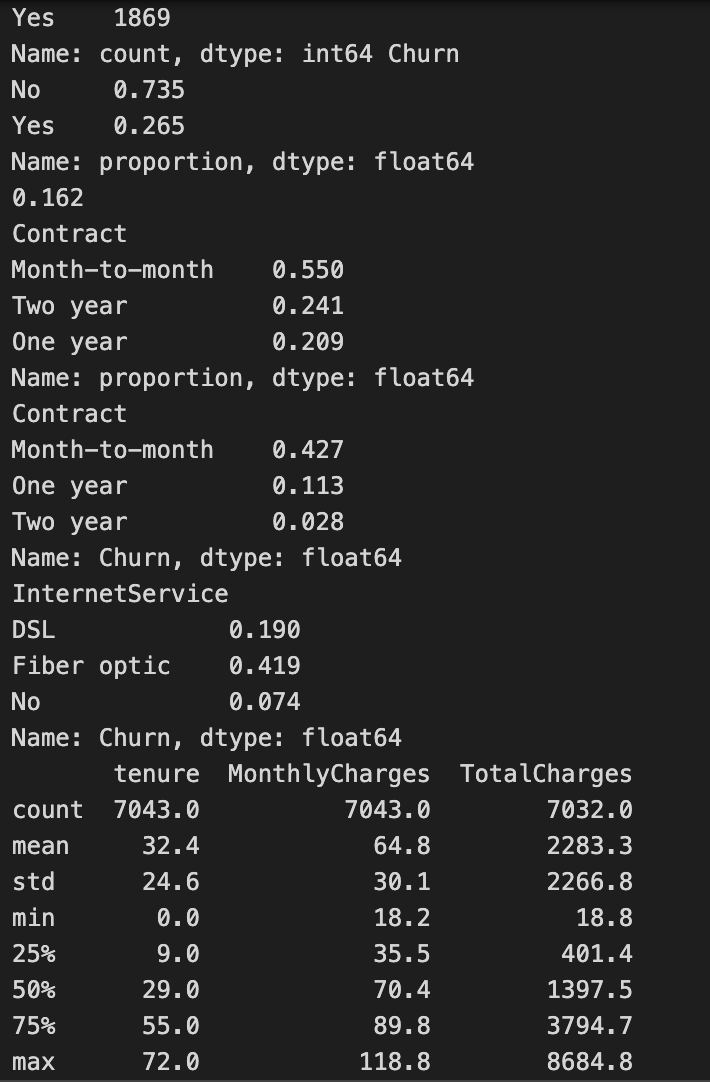 Yes    1869
Name: count, dtype: int64 Churn
No     0.735
Yes    0.265
Name: proportion, dtype: float64
0.162
Contract
Month-to-month    0.550
Two year          0.241
One year          0.209
Name: proportion, dtype: float64
Contract
Month-to-month    0.427
One year          0.113
Two year          0.028
Name: Churn, dtype: float64
InternetService
DSL            0.190
Fiber optic    0.419
No             0.074
Name: Churn, dtype: float64
       tenure  MonthlyCharges  TotalCharges
count  7043.0          7043.0        7032.0
mean     32.4            64.8        2283.3
std      24.6            30.1        2266.8
min       0.0            18.2          18.8
25%       9.0            35.5         401.4
50%      29.0            70.4        1397.5
75%      55.0            89.8        3794.7
max      72.0           118.8        8684.8